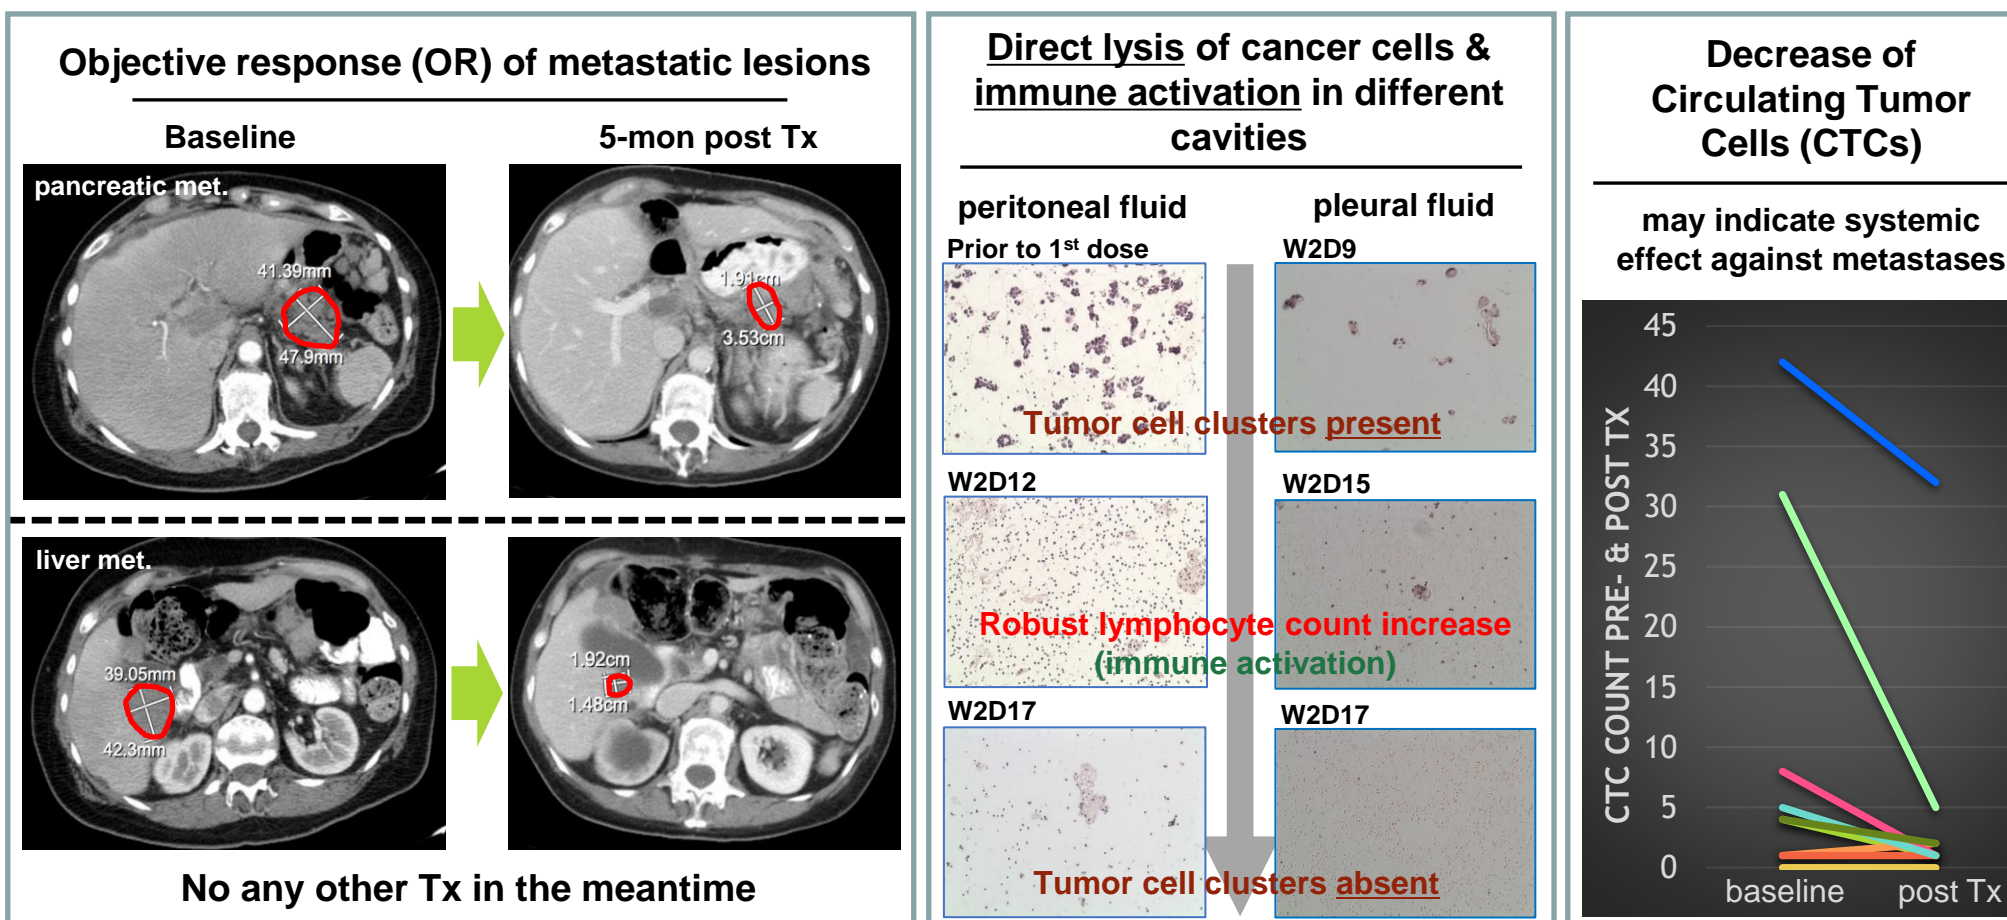 Objective response (OR) of metastatic lesions
Baseline
5-mon post Tx
pancreatic met.
41.39mm
47.9mm
1.91cm
3.53cm
liver met.
39.05mm
42.3mm
1.92cm
1.48cm
No any other Tx in the meantime
Direct lysis of cancer cells &
immune activation in different
cavities
peritoneal fluid
pleural fluid
Prior to 1st dose
W2D9
Tumor cell clusters present
W2D12
W2D15
Robust lymphocyte count increase
(immune activation)
W2D17
W2D17
Tumor cell clusters absent
Decrease of
Circulating Tumor
Cells (CTCs)
may indicate systemic
effect against metastases
CTC COUNT PRE- & POST TX
45
40
35
30
25
20
15
10
5
0
baseline
post Tx